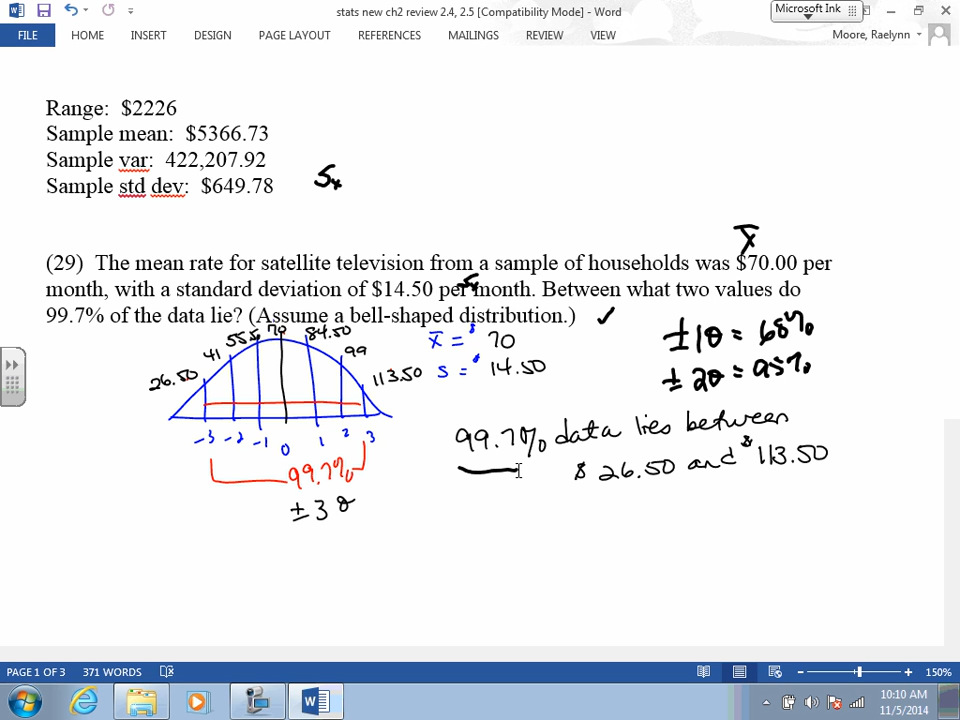 stats new ch2 review 2.4, 2.5 [Compatibility Mode] - Word
Microsoft Ink
FILE HOME INSERT DESIGN PAGE LAYOUT REFERENCES MAILINGS REVIEW VIEW Moore, Raelynn
Range: $2226
Sample mean: $5366.73
Sample var: 422,207.92
Sample std dev: $649.78 Sx
x̄
(29) The mean rate for satellite television from a sample of households was $70.00 per
month, with a standard deviation of $14.50 per month. Between what two values do
99.7% of the data lie? (Assume a bell-shaped distribution.) ✓
26.50 41 55.5 70 84.50 99 113.50
x̄ = $70
s = $14.50
±1σ = 68%
±2σ = 95%
-3 -2 -1 0 1 2 3
99.7%
±3σ
99.7% data lies between
$26.50 and $113.50
PAGE 1 OF 3 371 WORDS 150%
10:10 AM
11/5/2014